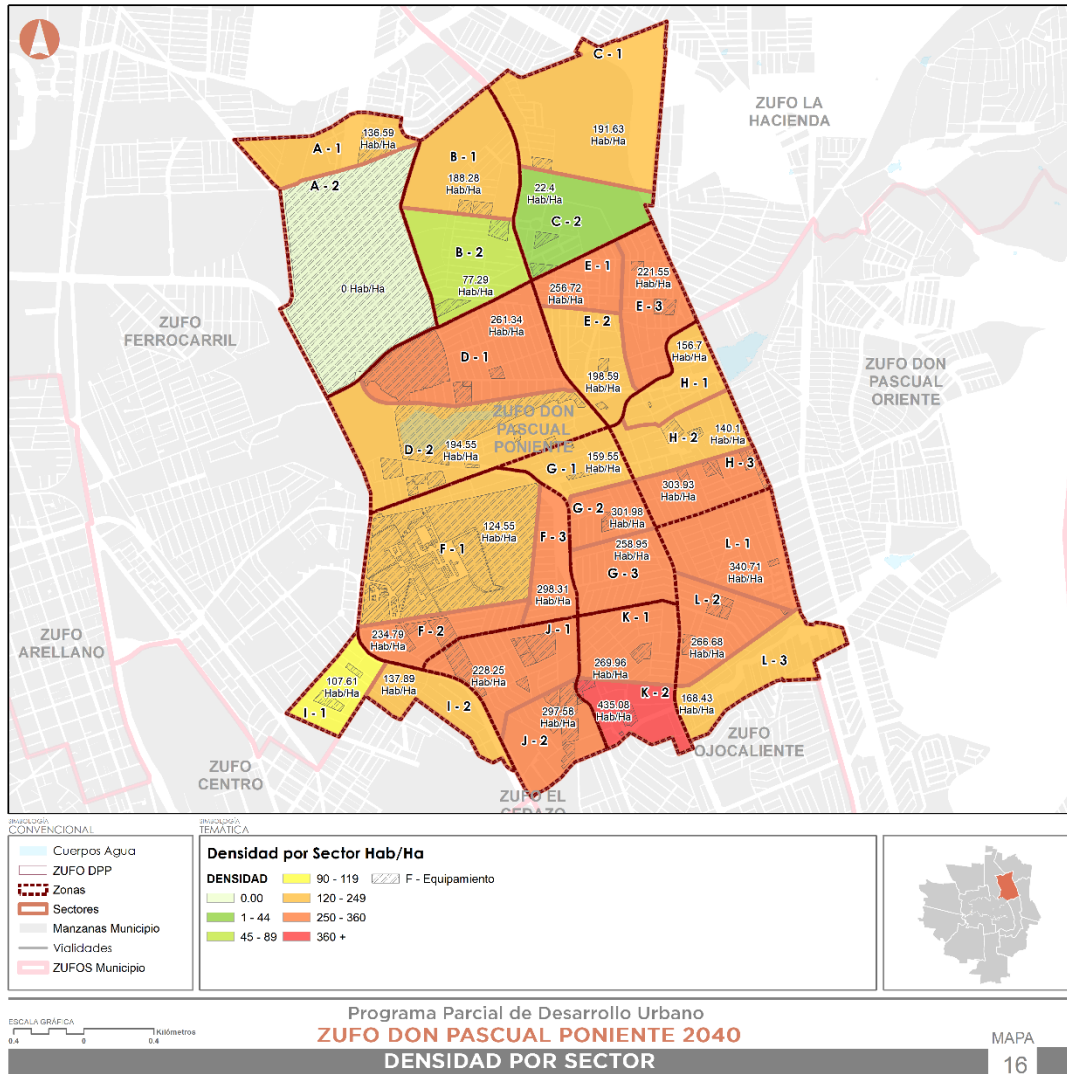 C - 1
ZUFO LA
HACIENDA
136.59
Hab/Ha
A - 1
191.63
Hab/Ha
B - 1
A - 2
188.28
Hab/Ha
22.4
Hab/Ha
C - 2
B - 2
E - 1
221.55
Hab/Ha
77.29
Hab/Ha
0 Hab/Ha
256.72
Hab/Ha
E - 3
ZUFO
FERROCARRIL
261.34
Hab/Ha
E - 2
156.7
Hab/Ha
D - 1
ZUFO DON
PASCUAL
ORIENTE
198.59
Hab/Ha
H - 1
ZUFO DON
PASCUAL
PONIENTE
H - 2
140.1
Hab/Ha
D - 2
194.55
Hab/Ha
159.55
Hab/Ha
G - 1
H - 3
303.93
Hab/Ha
G - 2
301.98
Hab/Ha
124.55
Hab/Ha
F - 3
258.95
Hab/Ha
L - 1
F - 1
G - 3
340.71
Hab/Ha
298.31
Hab/Ha
L - 2
K - 1
ZUFO
ARELLANO
234.79
Hab/Ha
F - 2
J - 1
266.68
Hab/Ha
L - 3
228.25
Hab/Ha
269.96
Hab/Ha
107.61
Hab/Ha
137.89
Hab/Ha
K - 2
168.43
Hab/Ha
I - 1
I - 2
297.58
Hab/Ha
435.08
Hab/Ha
J - 2
ZUFO
OJOCALIENTE
ZUFO
CENTRO
ZUFO EL
CEDAZO
SIMBOLOGÍA
CONVENCIONAL
Cuerpos Agua
ZUFO DPP
Zonas
Sectores
Manzanas Municipio
Vialidades
ZUFOS Municipio
SIMBOLOGÍA
TEMATICA
Densidad por Sector Hab/Ha
DENSIDAD
0.00
1 - 44
45 - 89
90 - 119
120 - 249
250 - 360
360 +
F - Equipamiento
ESCALA GRÁFICA
0.4 0 0.4 Kilómetros
Programa Parcial de Desarrollo Urbano
ZUFO DON PASCUAL PONIENTE 2040
DENSIDAD POR SECTOR
MAPA
16